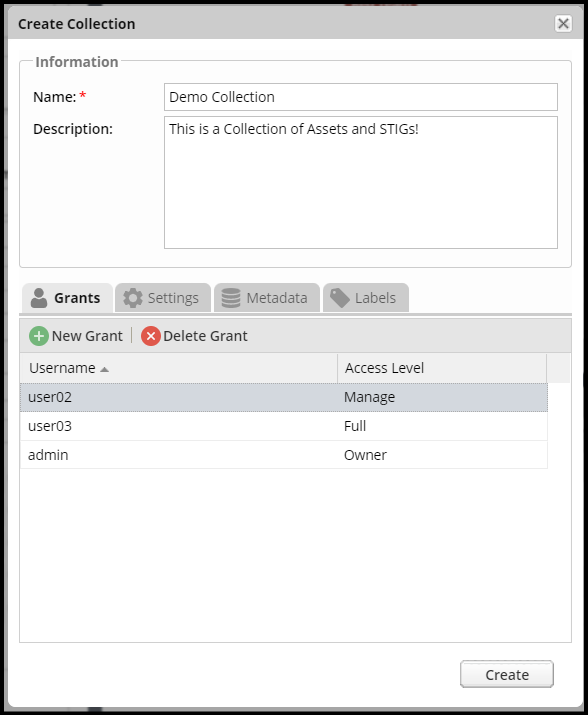 Create Collection
Information
Name: *
Demo Collection
Description:
This is a Collection of Assets and STIGs!
Grants Settings Metadata Labels
New Grant Delete Grant
Username Access Level
user02 Manage
user03 Full
admin Owner
Create